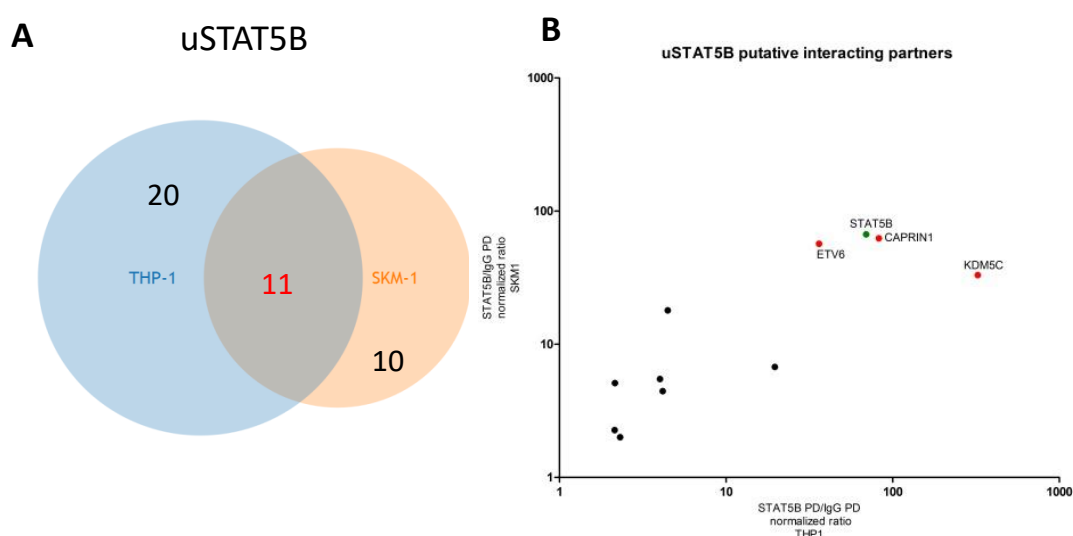 A
uSTAT5B
20
THP-1
11
SKM-1
10
B
uSTAT5B putative interacting partners
STAT5B/IgG PD
normalized ratio
SKM1
1000
100
10
1
STAT5B
CAPRIN1
ETV6
KDM5C
1
10
100
1000
STAT5B PD/IgG PD
normalized ratio
THP1